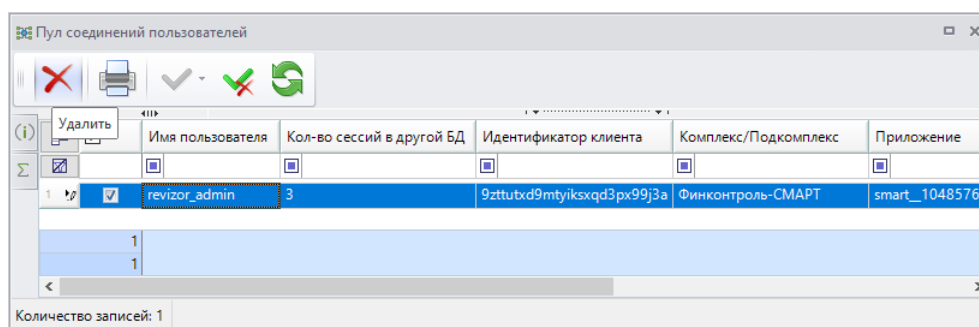 Пул соединений пользователей
Удалить
Имя пользователя Кол-во сессий в другой БД Идентификатор клиента Комплекс/Подкомплекс Приложение
1 revizor_admin 3 9zttutxd9mtyiksxqd3px99j3a Финконтроль-СМАРТ smart__1048576
1
1
Количество записей: 1